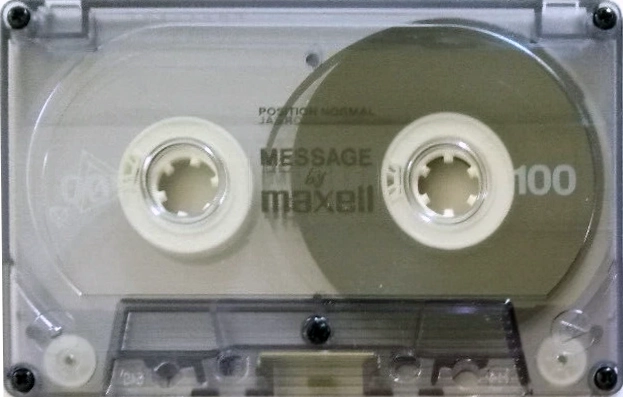 POSITION NORMAL
MESSAGE
by
maxell
100